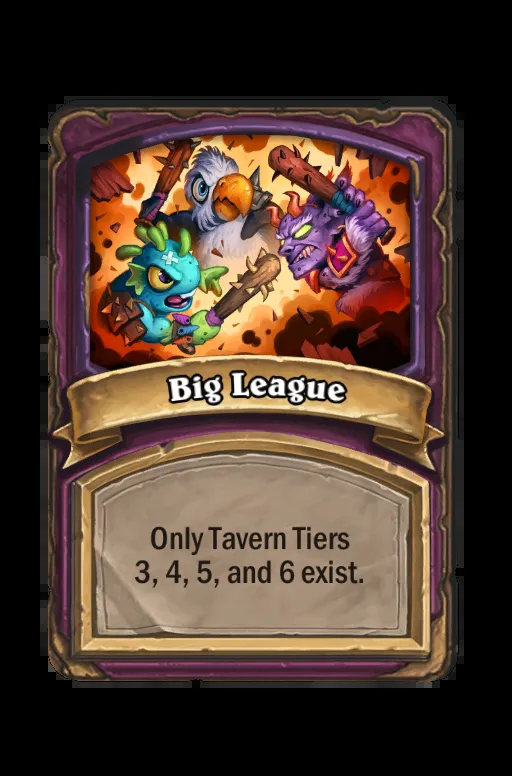 Big League
Only Tavern Tiers
3, 4, 5, and 6 exist.